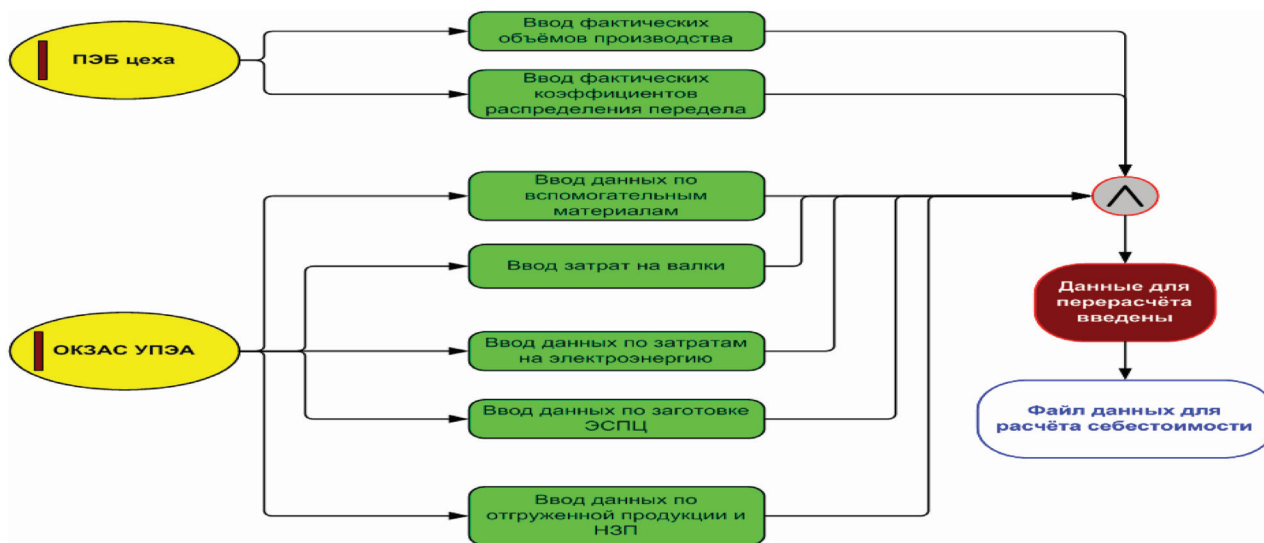 ПЭБ цеха
Ввод фактических
объёмов производства
Ввод фактических
коэффициентов
распределения передела
Ввод данных по
вспомогательным
материалам
Ввод затрат на валки
ОКЗАС УПЭА
Ввод данных по затратам
на электроэнергию
Ввод данных по заготовке
ЭСПЦ
Ввод данных по
отгруженной продукции и
НЗП
Данные для
перерасчёта
введены
Файл данных для
расчёта себестоимости